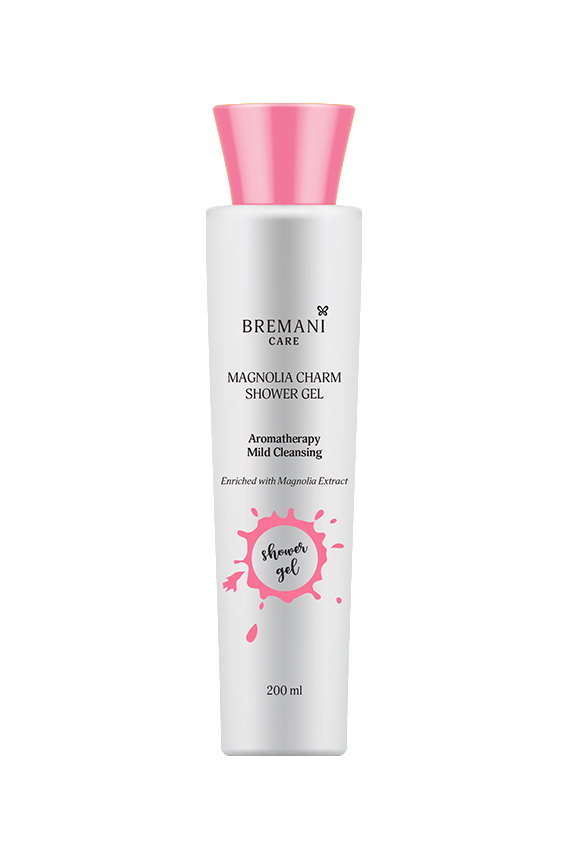 BREMANI
CARE
MAGNOLIA CHARM
SHOWER GEL
Aromatherapy
Mild Cleansing
Enriched with Magnolia Extract
shower
gel
200 ml